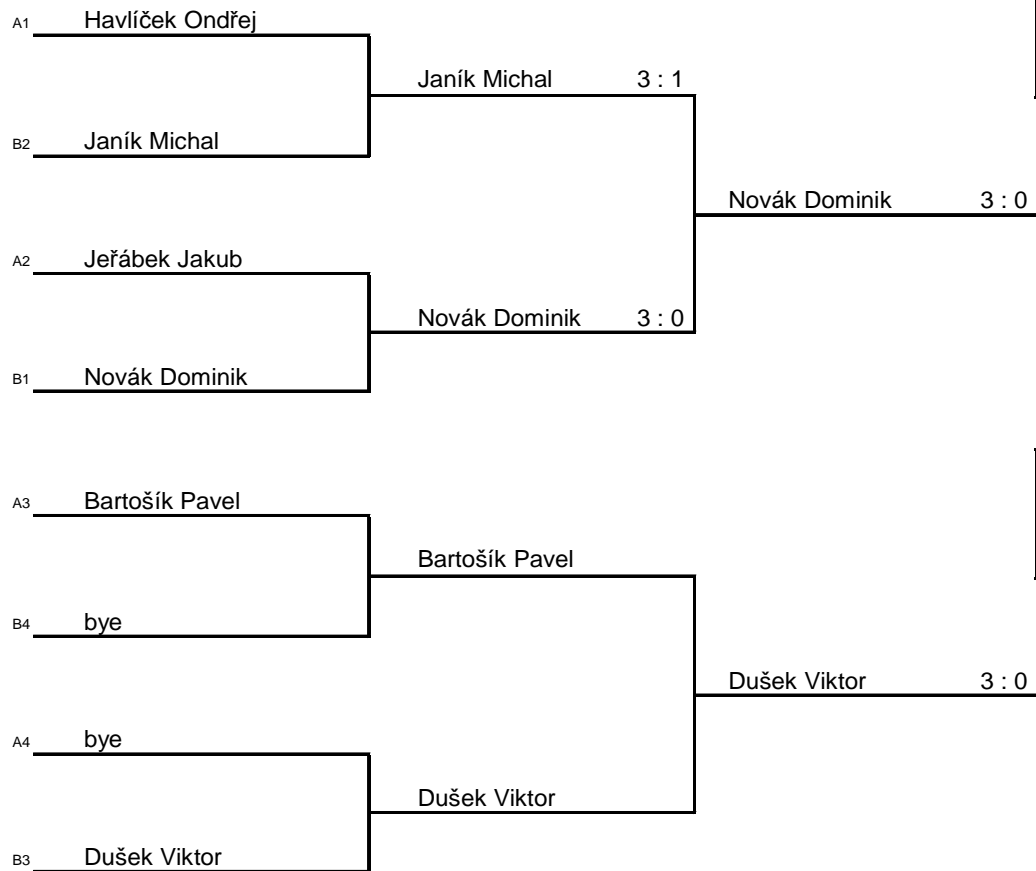 A1 Havlíček Ondřej
Janík Michal 3 : 1
B2 Janík Michal
Novák Dominik 3 : 0
A2 Jeřábek Jakub
Novák Dominik 3 : 0
B1 Novák Dominik
A3 Bartošík Pavel
Bartošík Pavel
B4 bye
Dušek Viktor 3 : 0
A4 bye
Dušek Viktor
B3 Dušek Viktor